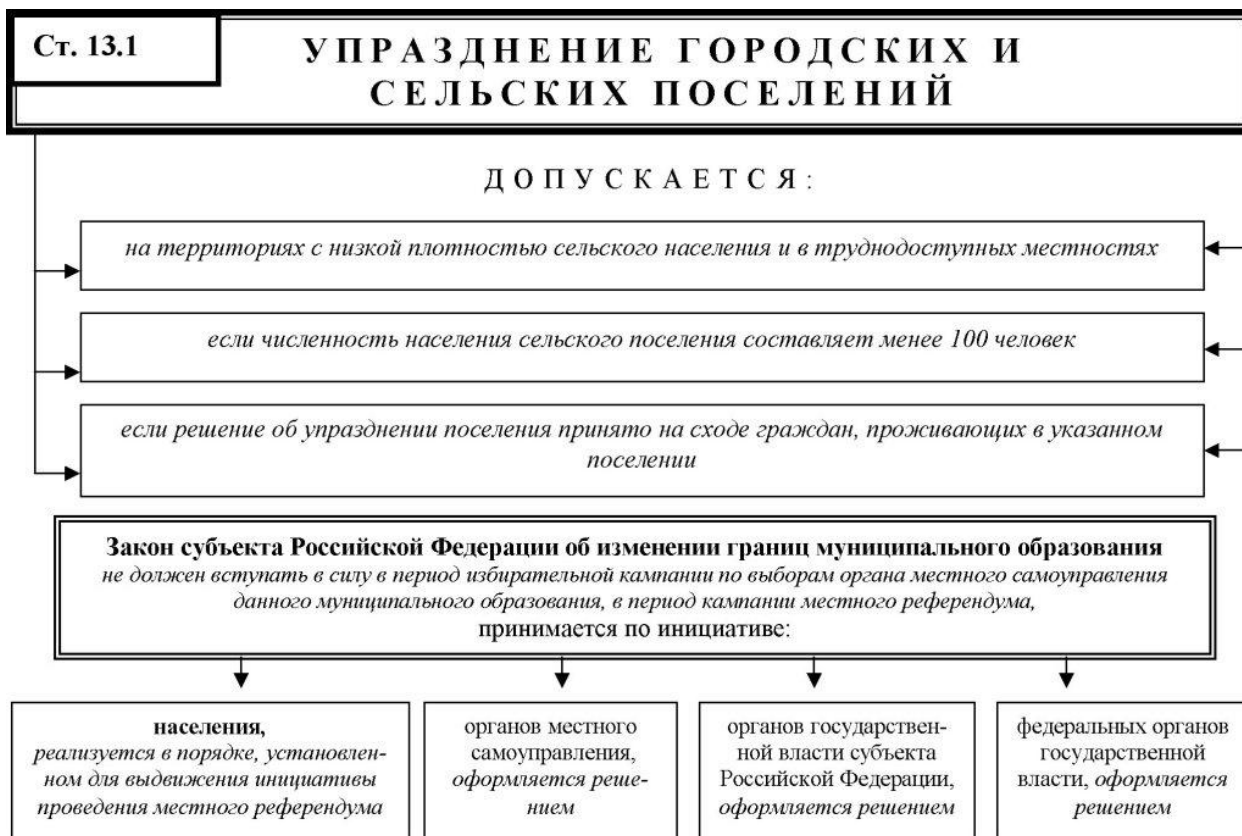 Ст. 13.1
УПРАЗДНЕНИЕ ГОРОДСКИХ И
СЕЛЬСКИХ ПОСЕЛЕНИЙ
ДОПУСКАЕТСЯ:
на территориях с низкой плотностью сельского населения и в труднодоступных местностях
если численность населения сельского поселения составляет менее 100 человек
если решение об упразднении поселения принято на сходе граждан, проживающих в указанном
поселении
Закон субъекта Российской Федерации об изменении границ муниципального образования
не должен вступать в силу в период избирательной кампании по выборам органа местного самоуправления
данного муниципального образования, в период кампании местного референдума,
принимается по инициативе:
населения,
реализуется в порядке, установлен-
ном для выдвижения инициативы
проведения местного референдума
органов местного
самоуправления,
оформляется реше-
нием
органов государствен-
ной власти субъекта
Российской Федерации,
оформляется решением
федеральных органов
государственной
власти, оформляется
решением